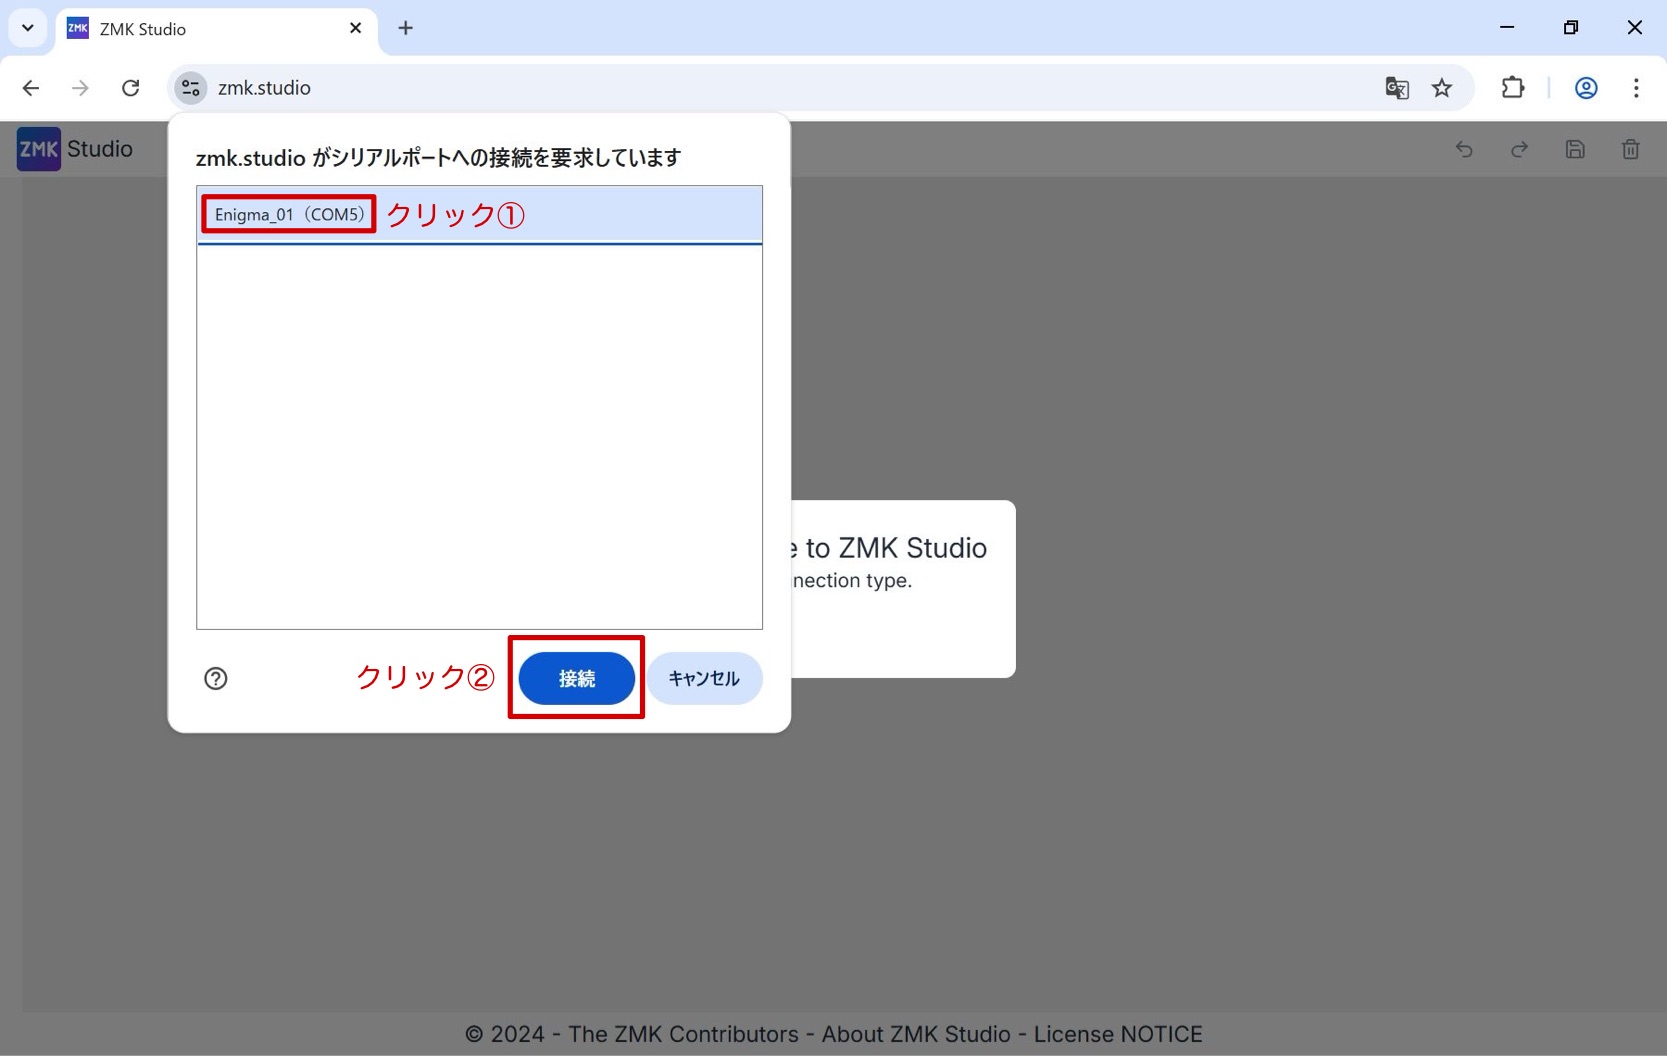 ZMK ZMK Studio
zmk.studio
ZMK Studio
zmk.studio がシリアルポートへの接続を要求しています
Enigma_01（COM5） クリック①
e to ZMK Studio
nnection type.
クリック② 接続 キャンセル
© 2024 - The ZMK Contributors - About ZMK Studio - License NOTICE